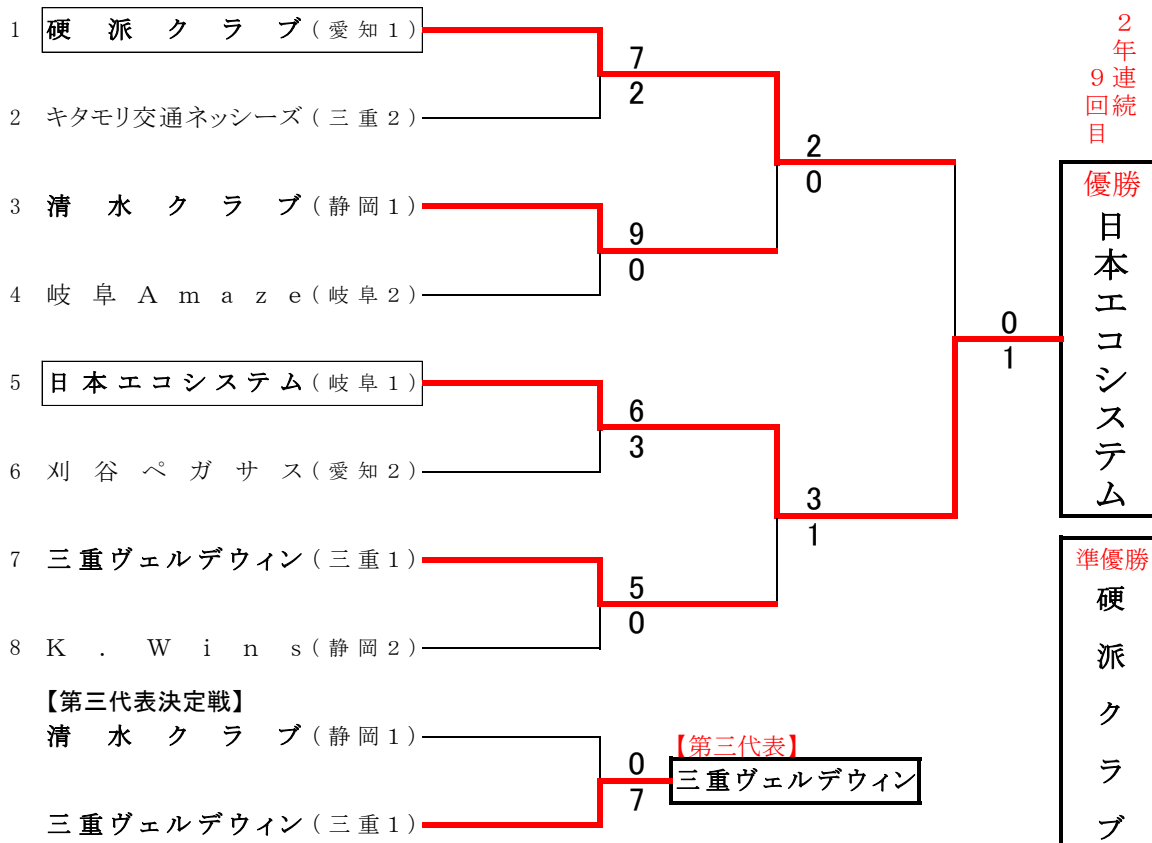 1 硬派クラブ(愛知1)
7
2
2 キタモリ交通ネッシーズ(三重2)
2
0
3 清水クラブ(静岡1)
9
0
4 岐阜Amaze(岐阜2)
0
1
5 日本エコシステム(岐阜1)
6
3
6 刈谷ペガサス(愛知2)
3
1
7 三重ヴェルデウィン(三重1)
5
0
8 K.Wins(静岡2)
【第三代表決定戦】
清水クラブ(静岡1)
0
7
三重ヴェルデウィン(三重1)
【第三代表】
三重ヴェルデウィン
2年連続
9回目
優勝
日本エコシステム
準優勝
硬派クラブ